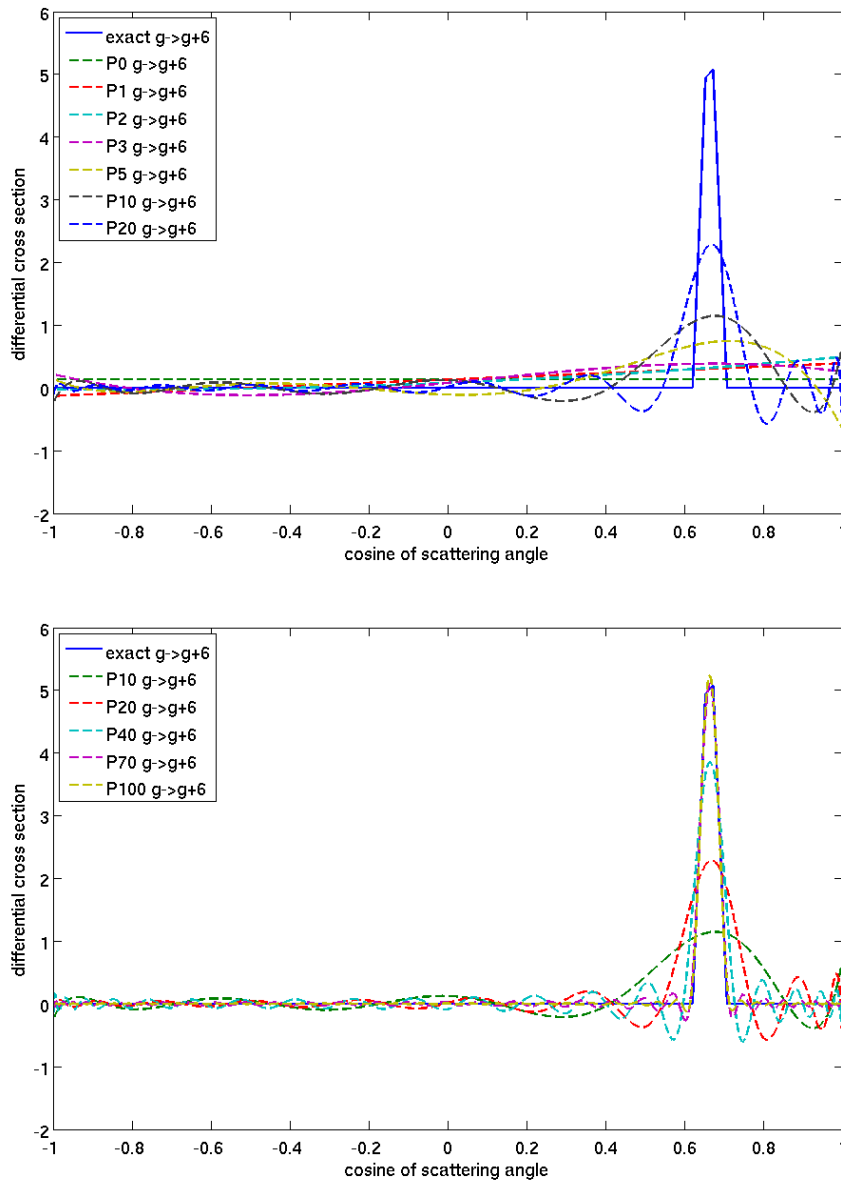 6
5
4
3
2
1
0
-1
-2
differential cross section
exact g->g+6
P0 g->g+6
P1 g->g+6
P2 g->g+6
P3 g->g+6
P5 g->g+6
P10 g->g+6
P20 g->g+6
-1 -0.8 -0.6 -0.4 -0.2 0 0.2 0.4 0.6 0.8 1
cosine of scattering angle
6
5
4
3
2
1
0
-1
-2
differential cross section
exact g->g+6
P10 g->g+6
P20 g->g+6
P40 g->g+6
P70 g->g+6
P100 g->g+6
-1 -0.8 -0.6 -0.4 -0.2 0 0.2 0.4 0.6 0.8 1
cosine of scattering angle